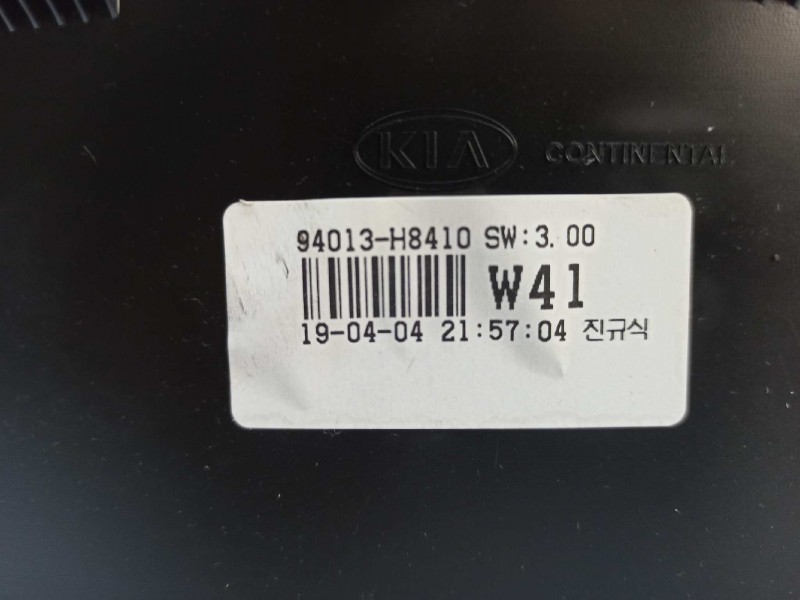 KIA CONTINENTAL
94013-H8410 SW:3.00
W41
19-04-04 21:57:04 진규식